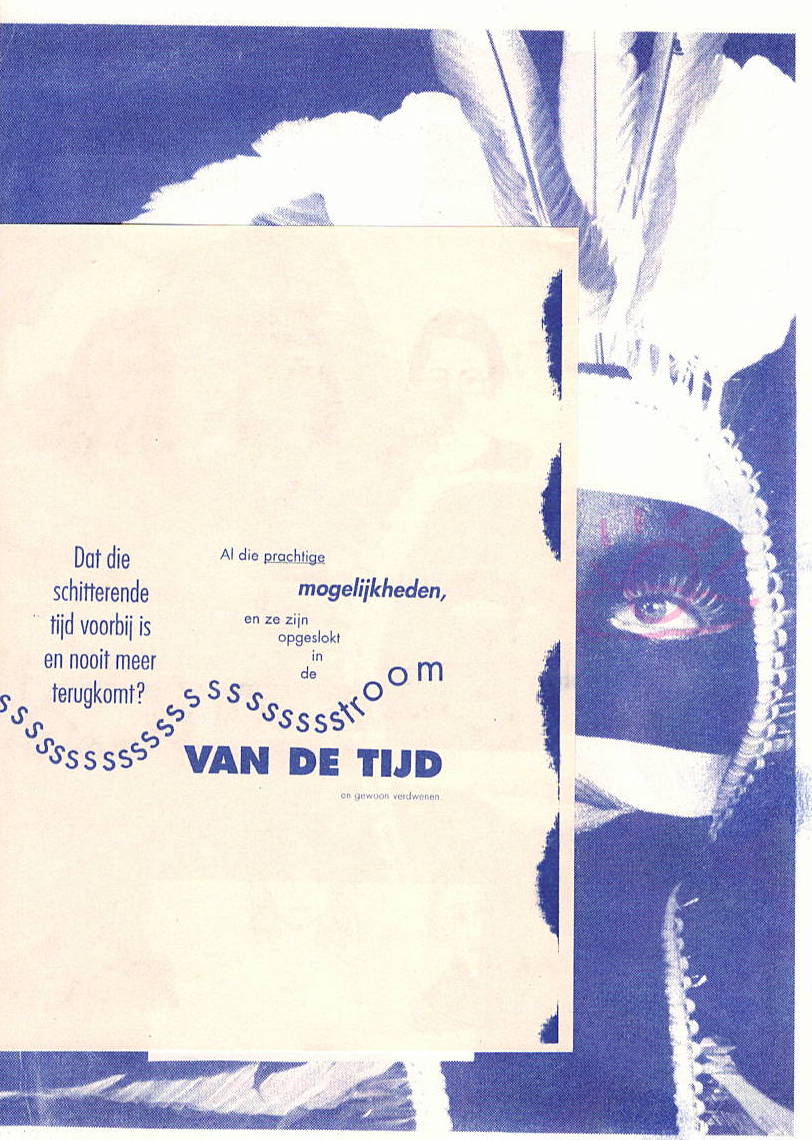 Dat die
schitterende
tijd voorbij is
en nooit meer
terugkomt?
Al die prachtige
mogelijkheden,
en ze zijn
opgeslokt
in
de
sssssssssssssssssssssssstroom
VAN DE TIJD
en gewoon verdwenen.